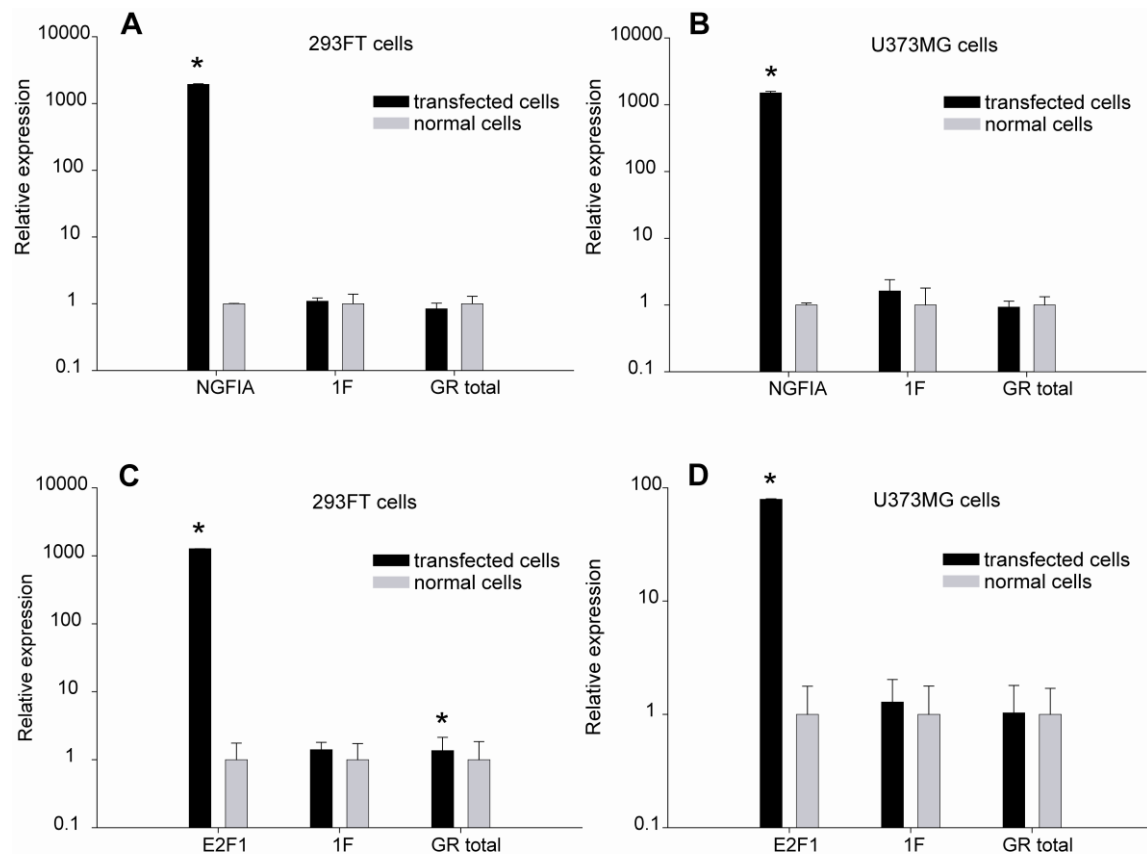 A
293FT cells
10000
1000
100
10
1
0.1
Relative expression
*
transfected cells
normal cells
NGFIA 1F GR total
B
U373MG cells
10000
1000
100
10
1
0.1
Relative expression
*
transfected cells
normal cells
NGFIA 1F GR total
C
293FT cells
10000
1000
100
10
1
0.1
Relative expression
*
*
transfected cells
normal cells
E2F1 1F GR total
D
U373MG cells
100
10
1
0.1
Relative expression
*
transfected cells
normal cells
E2F1 1F GR total